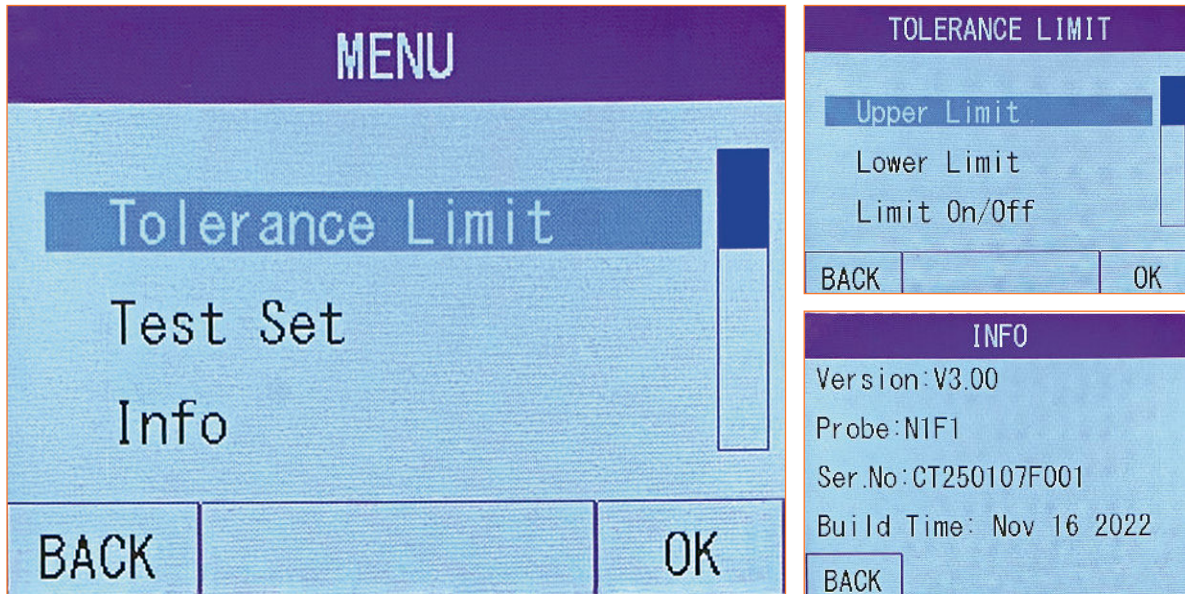 MENU
Tolerance Limit
Test Set
Info
BACK OK
TOLERANCE LIMIT
Upper Limit
Lower Limit
Limit On/Off
BACK OK
INFO
Version:V3.00
Probe:N1F1
Ser.No:CT250107F001
Build Time: Nov 16 2022
BACK